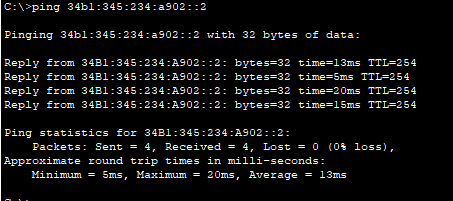 C:\>ping 34b1:345:234:a902::2
Pinging 34b1:345:234:a902::2 with 32 bytes of data:
Reply from 34B1:345:234:A902::2: bytes=32 time=13ms TTL=254
Reply from 34B1:345:234:A902::2: bytes=32 time=5ms TTL=254
Reply from 34B1:345:234:A902::2: bytes=32 time=20ms TTL=254
Reply from 34B1:345:234:A902::2: bytes=32 time=15ms TTL=254
Ping statistics for 34B1:345:234:A902::2:
Packets: Sent = 4, Received = 4, Lost = 0 (0% loss),
Approximate round trip times in milli-seconds:
Minimum = 5ms, Maximum = 20ms, Average = 13ms